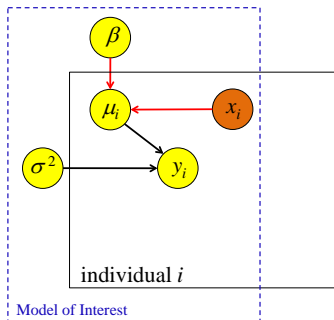 β
μᵢ
xᵢ
σ²
yᵢ
individual i
Model of Interest